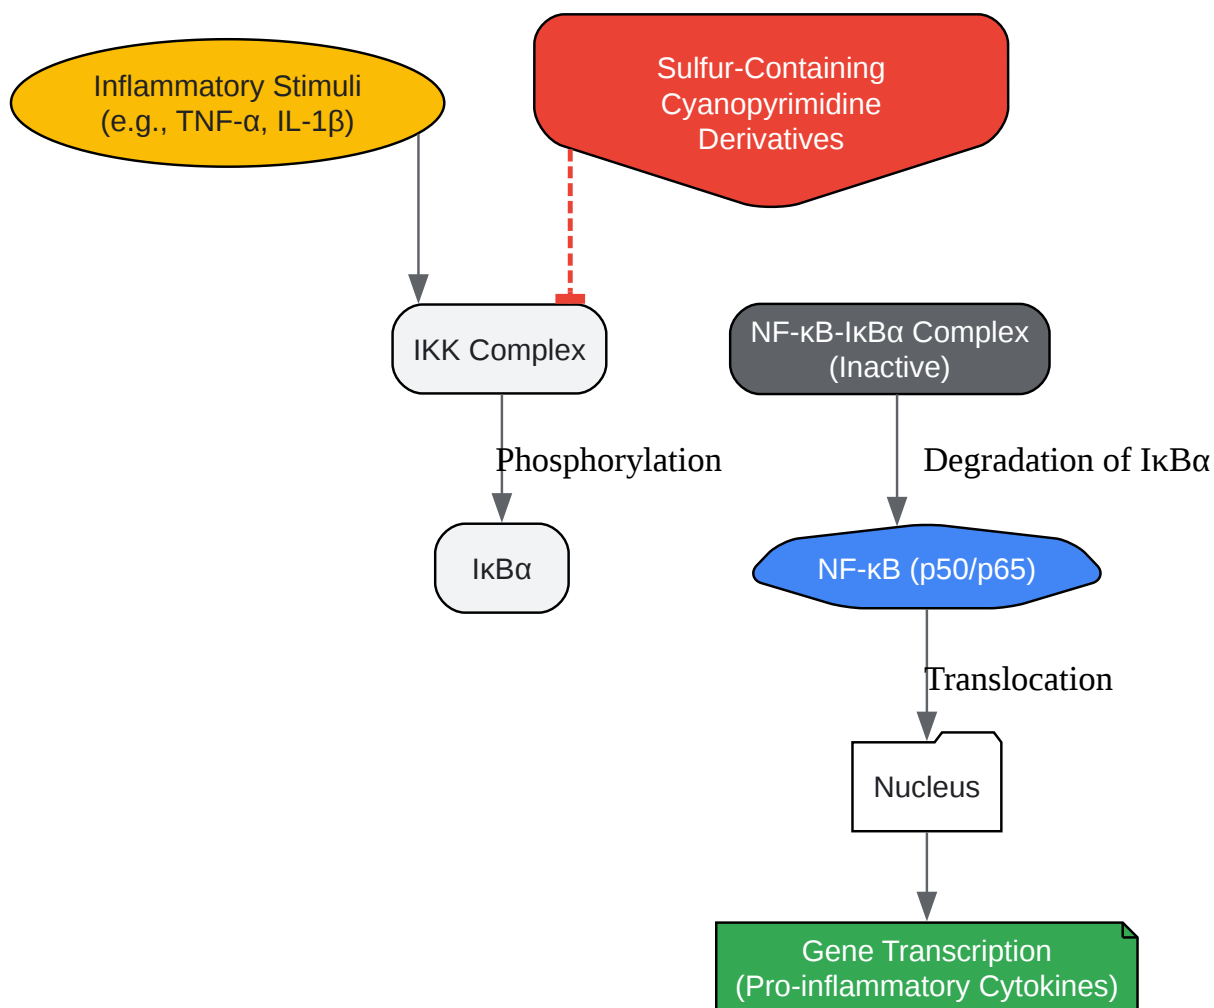 Inflammatory Stimuli
(e.g., TNF-α, IL-1β)
Sulfur-Containing
Cyanopyrimidine
Derivatives
IKK Complex
NF-κB-IκBα Complex
(Inactive)
Phosphorylation
Degradation of IκBα
IκBα
NF-κB (p50/p65)
Translocation
Nucleus
Gene Transcription
(Pro-inflammatory Cytokines)